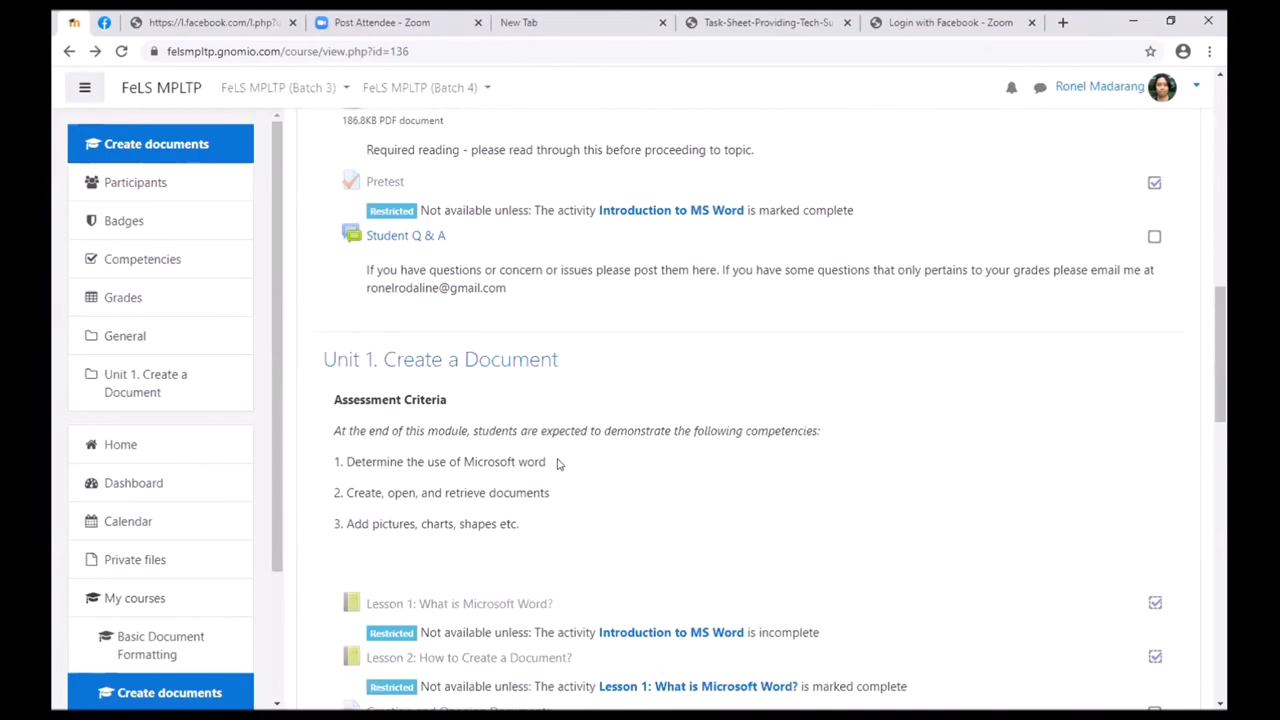 https://l.facebook.com/l.php?u
Post Attendee - Zoom
New Tab
Task-Sheet-Providing-Tech-Su
Login with Facebook - Zoom
felsmpltp.gnomio.com/course/view.php?id=136
FeLS MPLTP
FeLS MPLTP (Batch 3)
FeLS MPLTP (Batch 4)
Ronel Madarang
Create documents
Participants
Badges
Competencies
Grades
General
Unit 1. Create a
Document
Home
Dashboard
Calendar
Private files
My courses
Basic Document
Formatting
Create documents
186.8KB PDF document
Required reading - please read through this before proceeding to topic.
Pretest
Restricted Not available unless: The activity Introduction to MS Word is marked complete
Student Q & A
If you have questions or concern or issues please post them here. If you have some questions that only pertains to your grades please email me at
ronelrodaline@gmail.com
Unit 1. Create a Document
Assessment Criteria
At the end of this module, students are expected to demonstrate the following competencies:
1. Determine the use of Microsoft word
2. Create, open, and retrieve documents
3. Add pictures, charts, shapes etc.
Lesson 1: What is Microsoft Word?
Restricted Not available unless: The activity Introduction to MS Word is incomplete
Lesson 2: How to Create a Document?
Restricted Not available unless: The activity Lesson 1: What is Microsoft Word? is marked complete